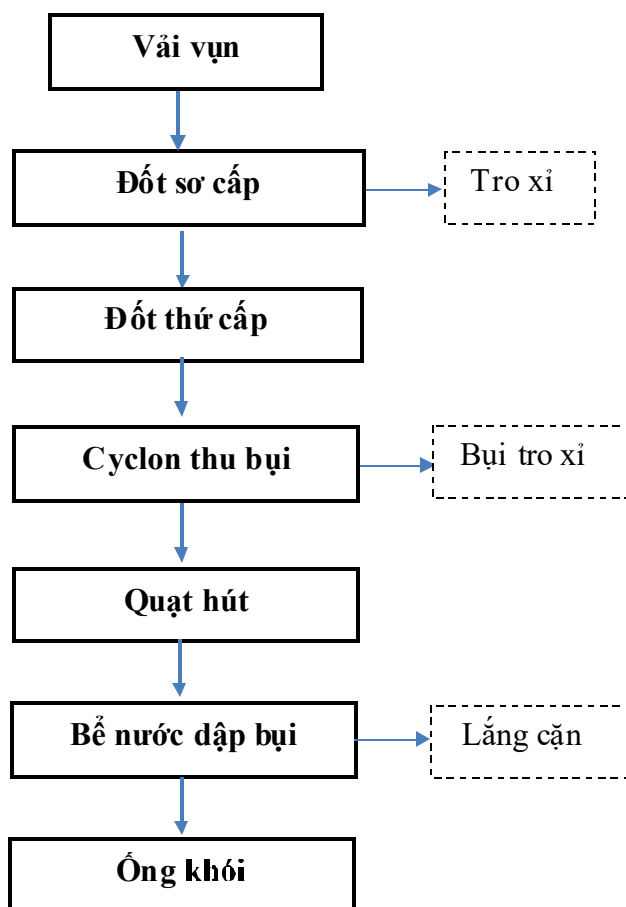 Vải vụn
Đốt sơ cấp
Tro xỉ
Đốt thứ cấp
Cyclon thu bụi
Bụi tro xỉ
Quạt hút
Bể nước dập bụi
Lắng cặn
Ống khói